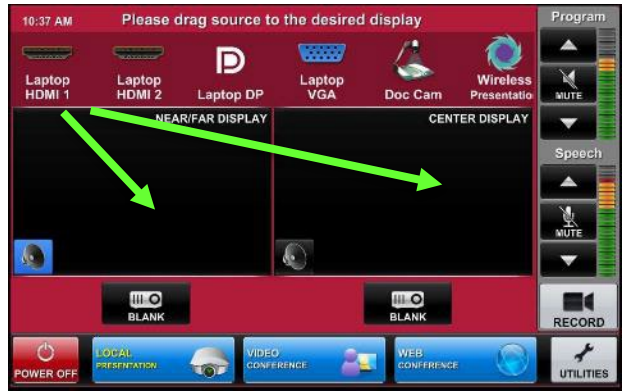 10:37 AM
Please drag source to the desired display
Program
Laptop
HDMI 1
Laptop
HDMI 2
Laptop DP
Laptop
VGA
Doc Cam
Wireless
Presentatio
MUTE
NEAR/FAR DISPLAY
CENTER DISPLAY
Speech
MUTE
BLANK
BLANK
RECORD
POWER OFF
LOCAL
PRESENTATION
VIDEO
CONFERENCE
WEB
CONFERENCE
UTILITIES